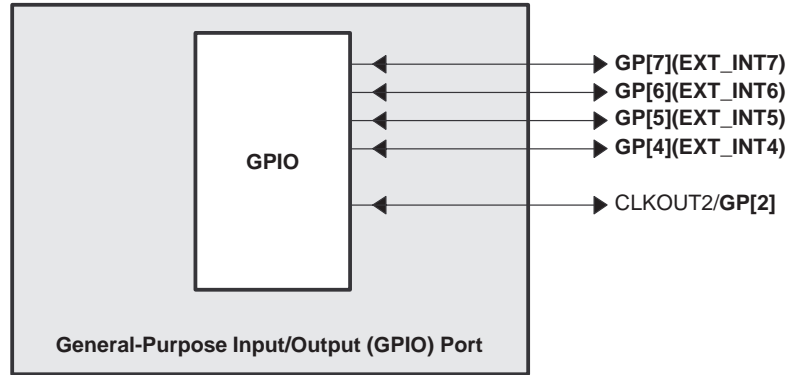 GP[7](EXT_INT7)
GP[6](EXT_INT6)
GP[5](EXT_INT5)
GP[4](EXT_INT4)
GPIO
CLKOUT2/GP[2]
General-Purpose Input/Output (GPIO) Port